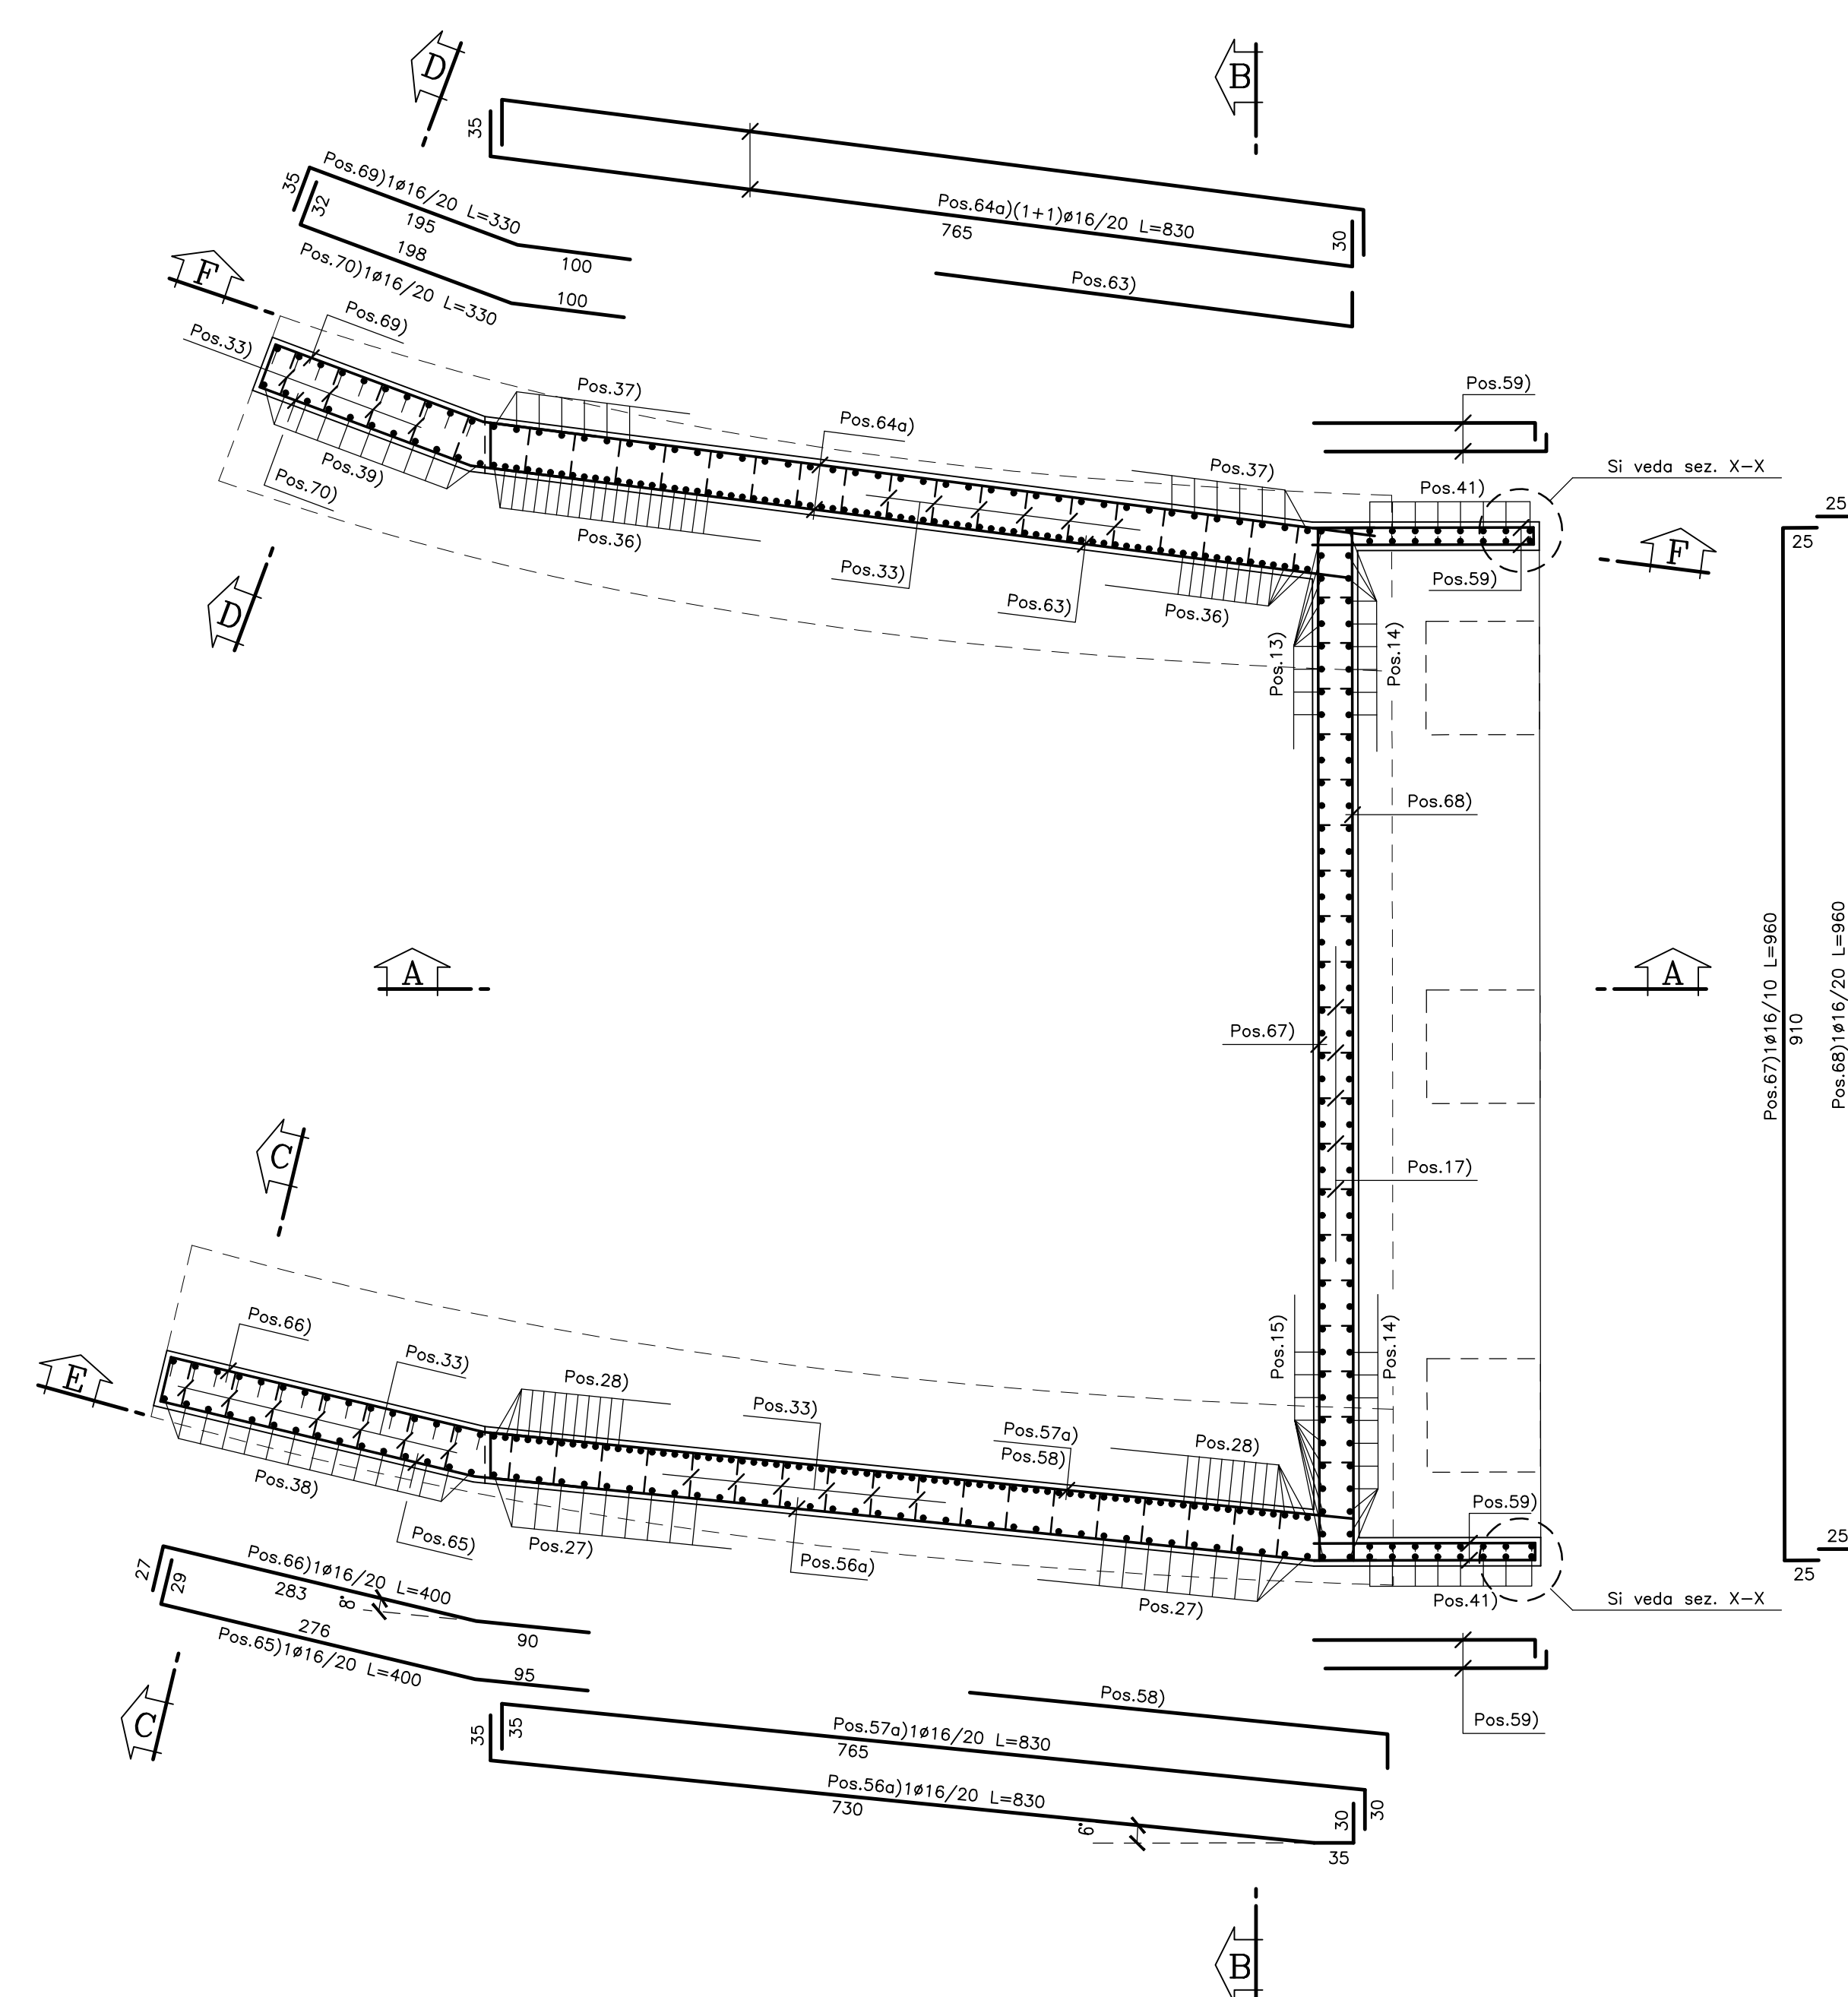 D
B
35
Pos.69)1ø16/20 L=330
35
195
100
32
198
100
Pos.70)1ø16/20 L=330
Pos.64a)(1+1)ø16/20 L=830
765
30
Pos.63)
F
Pos.33)
Pos.69)
Pos.37)
Pos.64a)
Pos.59)
Si veda sez. X-X
Pos.37)
Pos.41)
25
25
Pos.39)
Pos.70)
Pos.36)
Pos.33)
Pos.63)
Pos.36)
Pos.59)
F
D
Pos.13)
Pos.14)
Pos.68)
A
A
Pos.67)1ø16/10 L=960
910
Pos.68)1ø16/20 L=960
Pos.67)
Pos.17)
C
Pos.15)
Pos.14)
E
Pos.66)
Pos.33)
Pos.28)
Pos.33)
Pos.57a)
Pos.58)
Pos.28)
Pos.38)
Pos.65)
Pos.27)
Pos.56a)
Pos.27)
Pos.59)
Pos.41)
Si veda sez. X-X
25
25
27
29
Pos.66)1ø16/20 L=400
283
8°
90
276
Pos.65)1ø16/20 L=400
95
C
Pos.58)
Pos.59)
35
35
Pos.57a)1ø16/20 L=830
765
Pos.56a)1ø16/20 L=830
730
6°
30
30
35
B